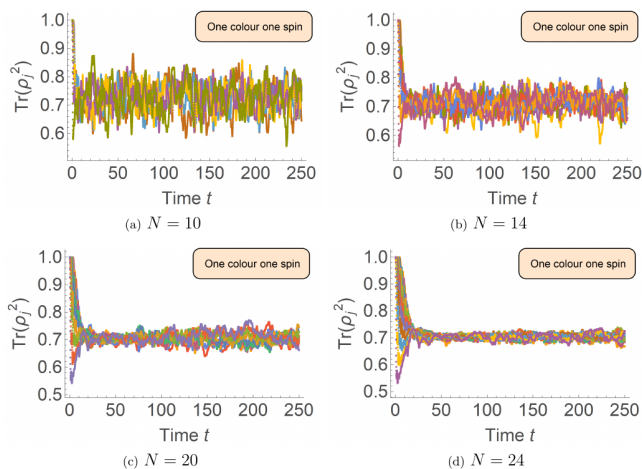 One colour one spin
Tr(ρj²)
1.0
0.9
0.8
0.7
0.6
0 50 100 150 200 250
Time t
(a) N = 10
One colour one spin
Tr(ρj²)
1.0
0.9
0.8
0.7
0.6
0 50 100 150 200 250
Time t
(b) N = 14
One colour one spin
Tr(ρj²)
1.0
0.9
0.8
0.7
0.6
0.5
0 50 100 150 200 250
Time t
(c) N = 20
One colour one spin
Tr(ρj²)
1.0
0.9
0.8
0.7
0.6
0.5
0 50 100 150 200 250
Time t
(d) N = 24